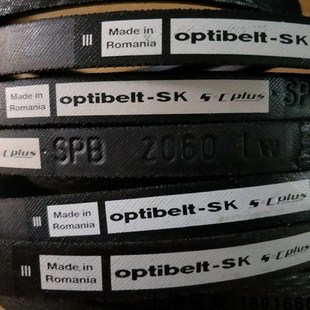 Made in
Romania
optibelt-SK
Made in
Romania
optibelt-SK S=C plus
SP
C plus
SPB 2060 Lw
Made in
Romania
optibelt-SK S=C plus
Made in
Romania
optibelt-SK S=C plus